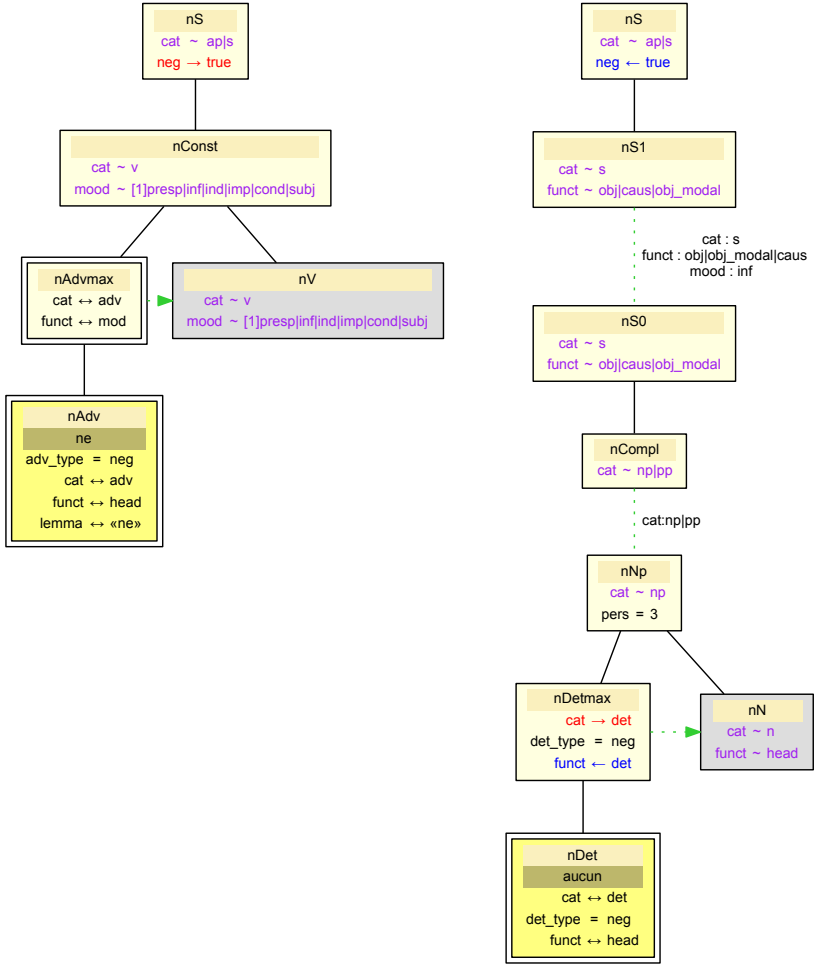 nS
cat ~ ap|s
neg → true
nConst
cat ~ v
mood ~ [1]presp|inf|ind|imp|cond|subj
nAdvmax
cat ↔ adv
funct ↔ mod
nV
cat ~ v
mood ~ [1]presp|inf|ind|imp|cond|subj
nAdv
ne
adv_type = neg
cat ↔ adv
funct ↔ head
lemma ↔ «ne»
nS
cat ~ ap|s
neg ← true
nS1
cat ~ s
funct ~ obj|caus|obj_modal
cat : s
funct : obj|obj_modal|caus
mood : inf
nS0
cat ~ s
funct ~ obj|caus|obj_modal
nCompl
cat ~ np|pp
cat:np|pp
nNp
cat ~ np
pers = 3
nDetmax
cat → det
det_type = neg
funct ← det
nN
cat ~ n
funct ~ head
nDet
aucun
cat ↔ det
det_type = neg
funct ↔ head